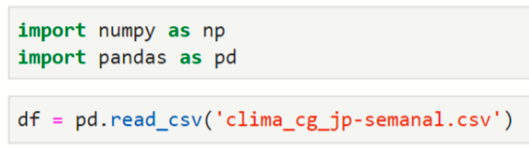 import numpy as np
import pandas as pd
df = pd.read_csv('clima_cg_jp-semanal.csv')